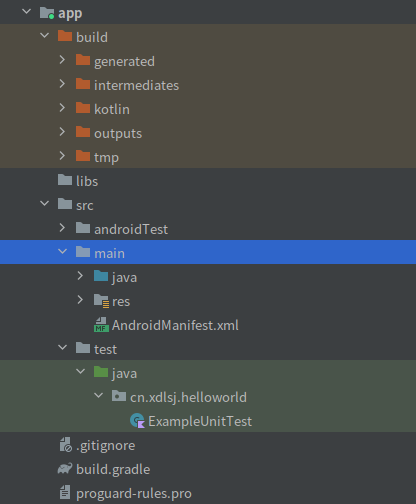 app
build
generated
intermediates
kotlin
outputs
tmp
libs
src
androidTest
main
java
res
AndroidManifest.xml
test
java
cn.xdlsj.helloworld
ExampleUnitTest
.gitignore
build.gradle
proguard-rules.pro